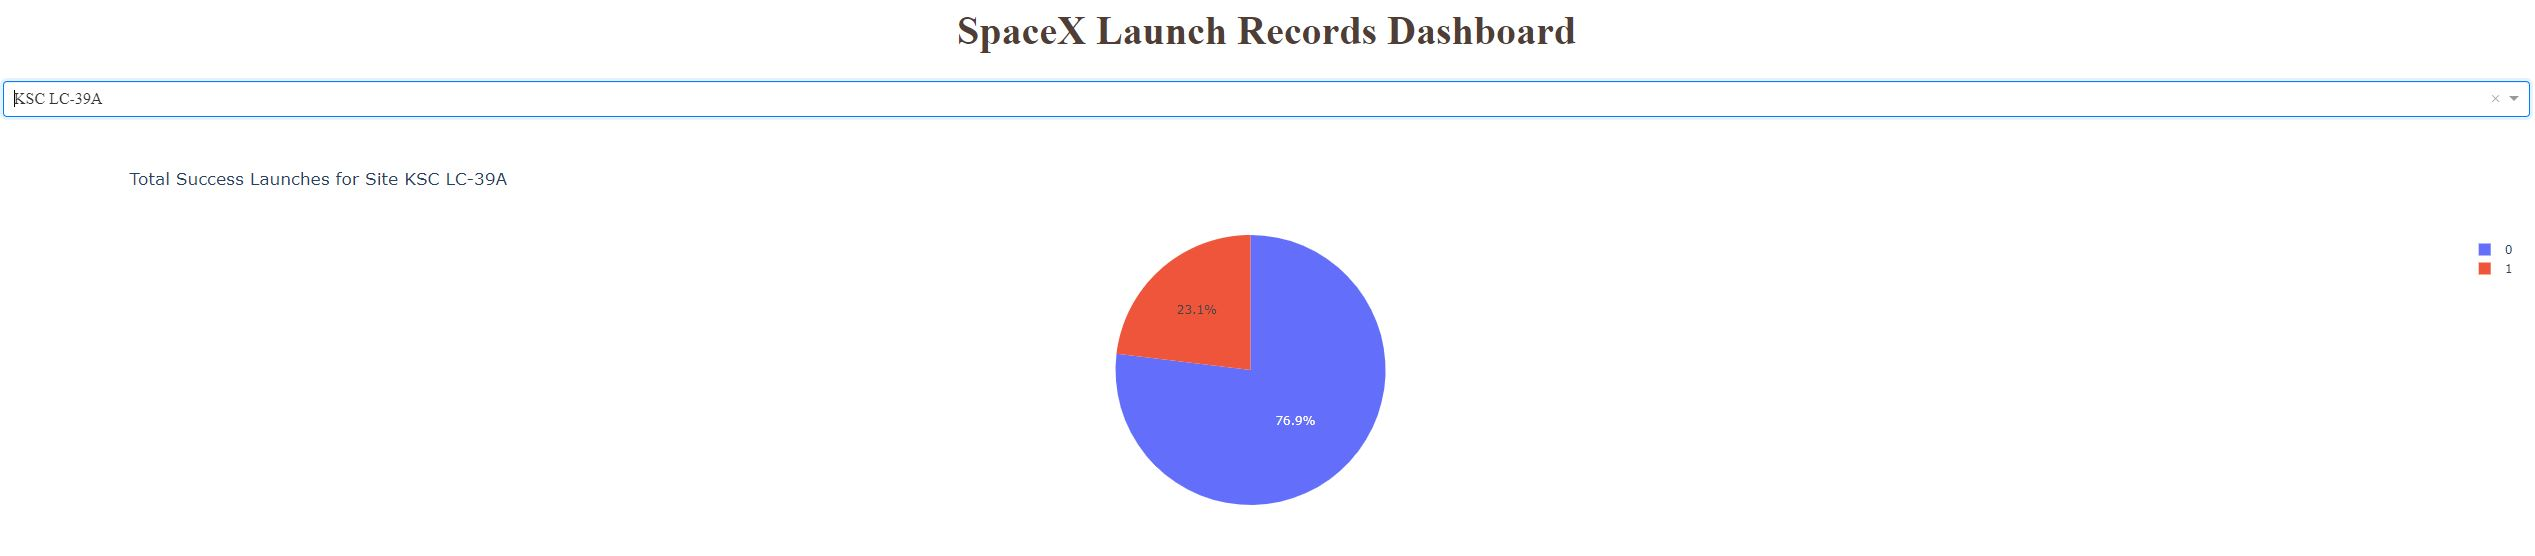 SpaceX Launch Records Dashboard
KSC LC-39A
Total Success Launches for Site KSC LC-39A
0
1
23.1%
76.9%